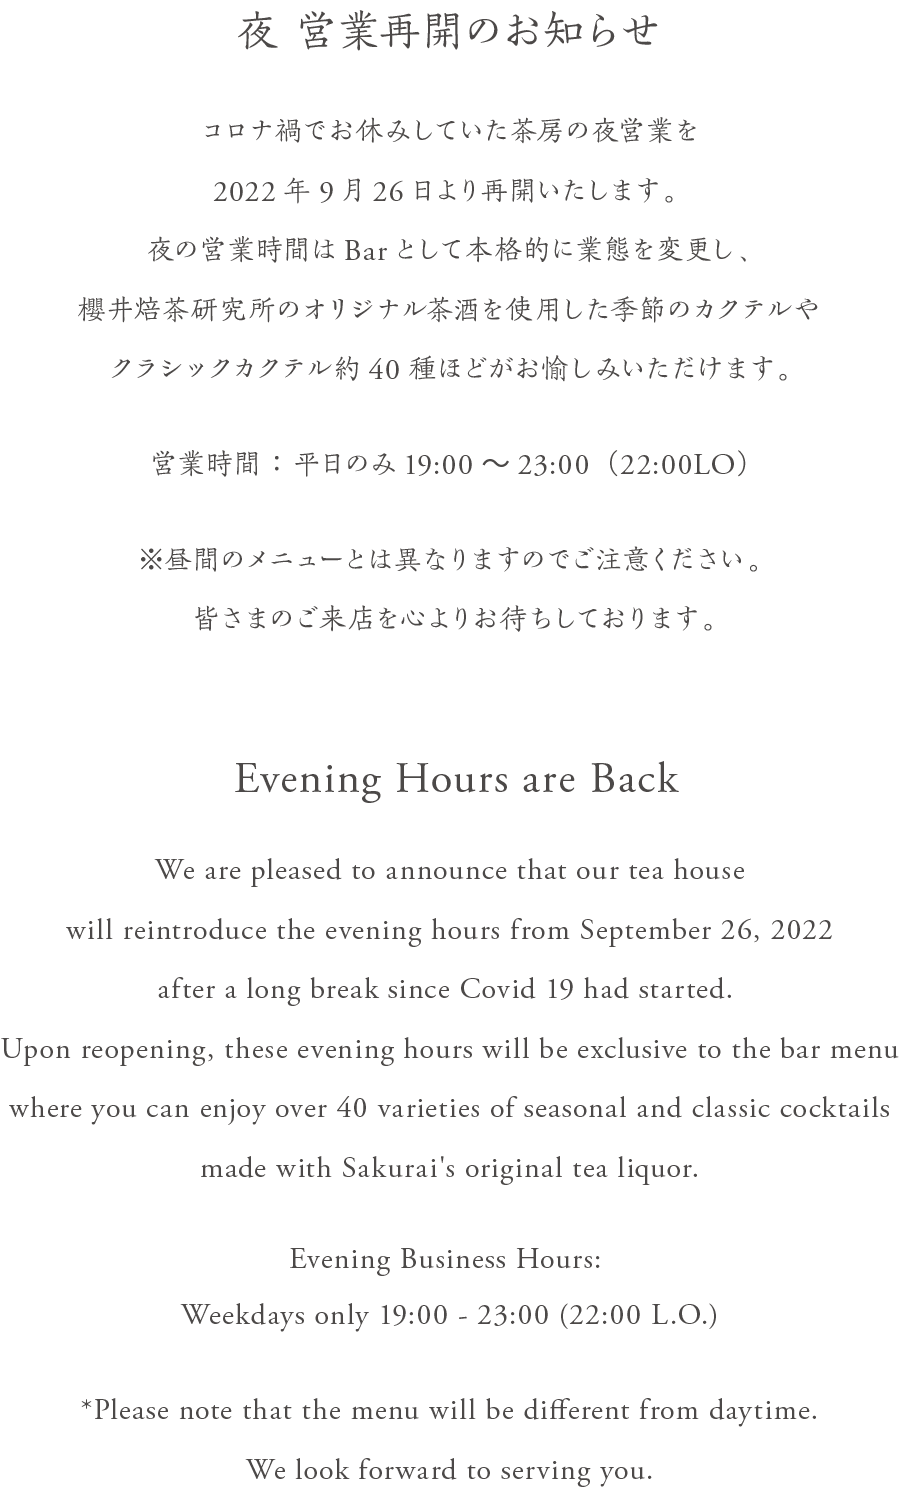 夜 営業再開のお知らせ
コロナ禍でお休みしていた茶房の夜営業を
2022 年 9 月 26 日より再開いたします。
夜の営業時間は Bar として本格的に業態を変更し、
櫻井焙茶研究所のオリジナル茶酒を使用した季節のカクテルや
クラシックカクテル約 40 種ほどがお愉しみいただけます。
営業時間：平日のみ 19:00 〜 23:00（22:00LO）
※昼間のメニューとは異なりますのでご注意ください。
皆さまのご来店を心よりお待ちしております。
Evening Hours are Back
We are pleased to announce that our tea house
will reintroduce the evening hours from September 26, 2022
after a long break since Covid 19 had started.
Upon reopening, these evening hours will be exclusive to the bar menu
where you can enjoy over 40 varieties of seasonal and classic cocktails
made with Sakurai's original tea liquor.
Evening Business Hours:
Weekdays only 19:00 - 23:00 (22:00 L.O.)
*Please note that the menu will be different from daytime.
We look forward to serving you.